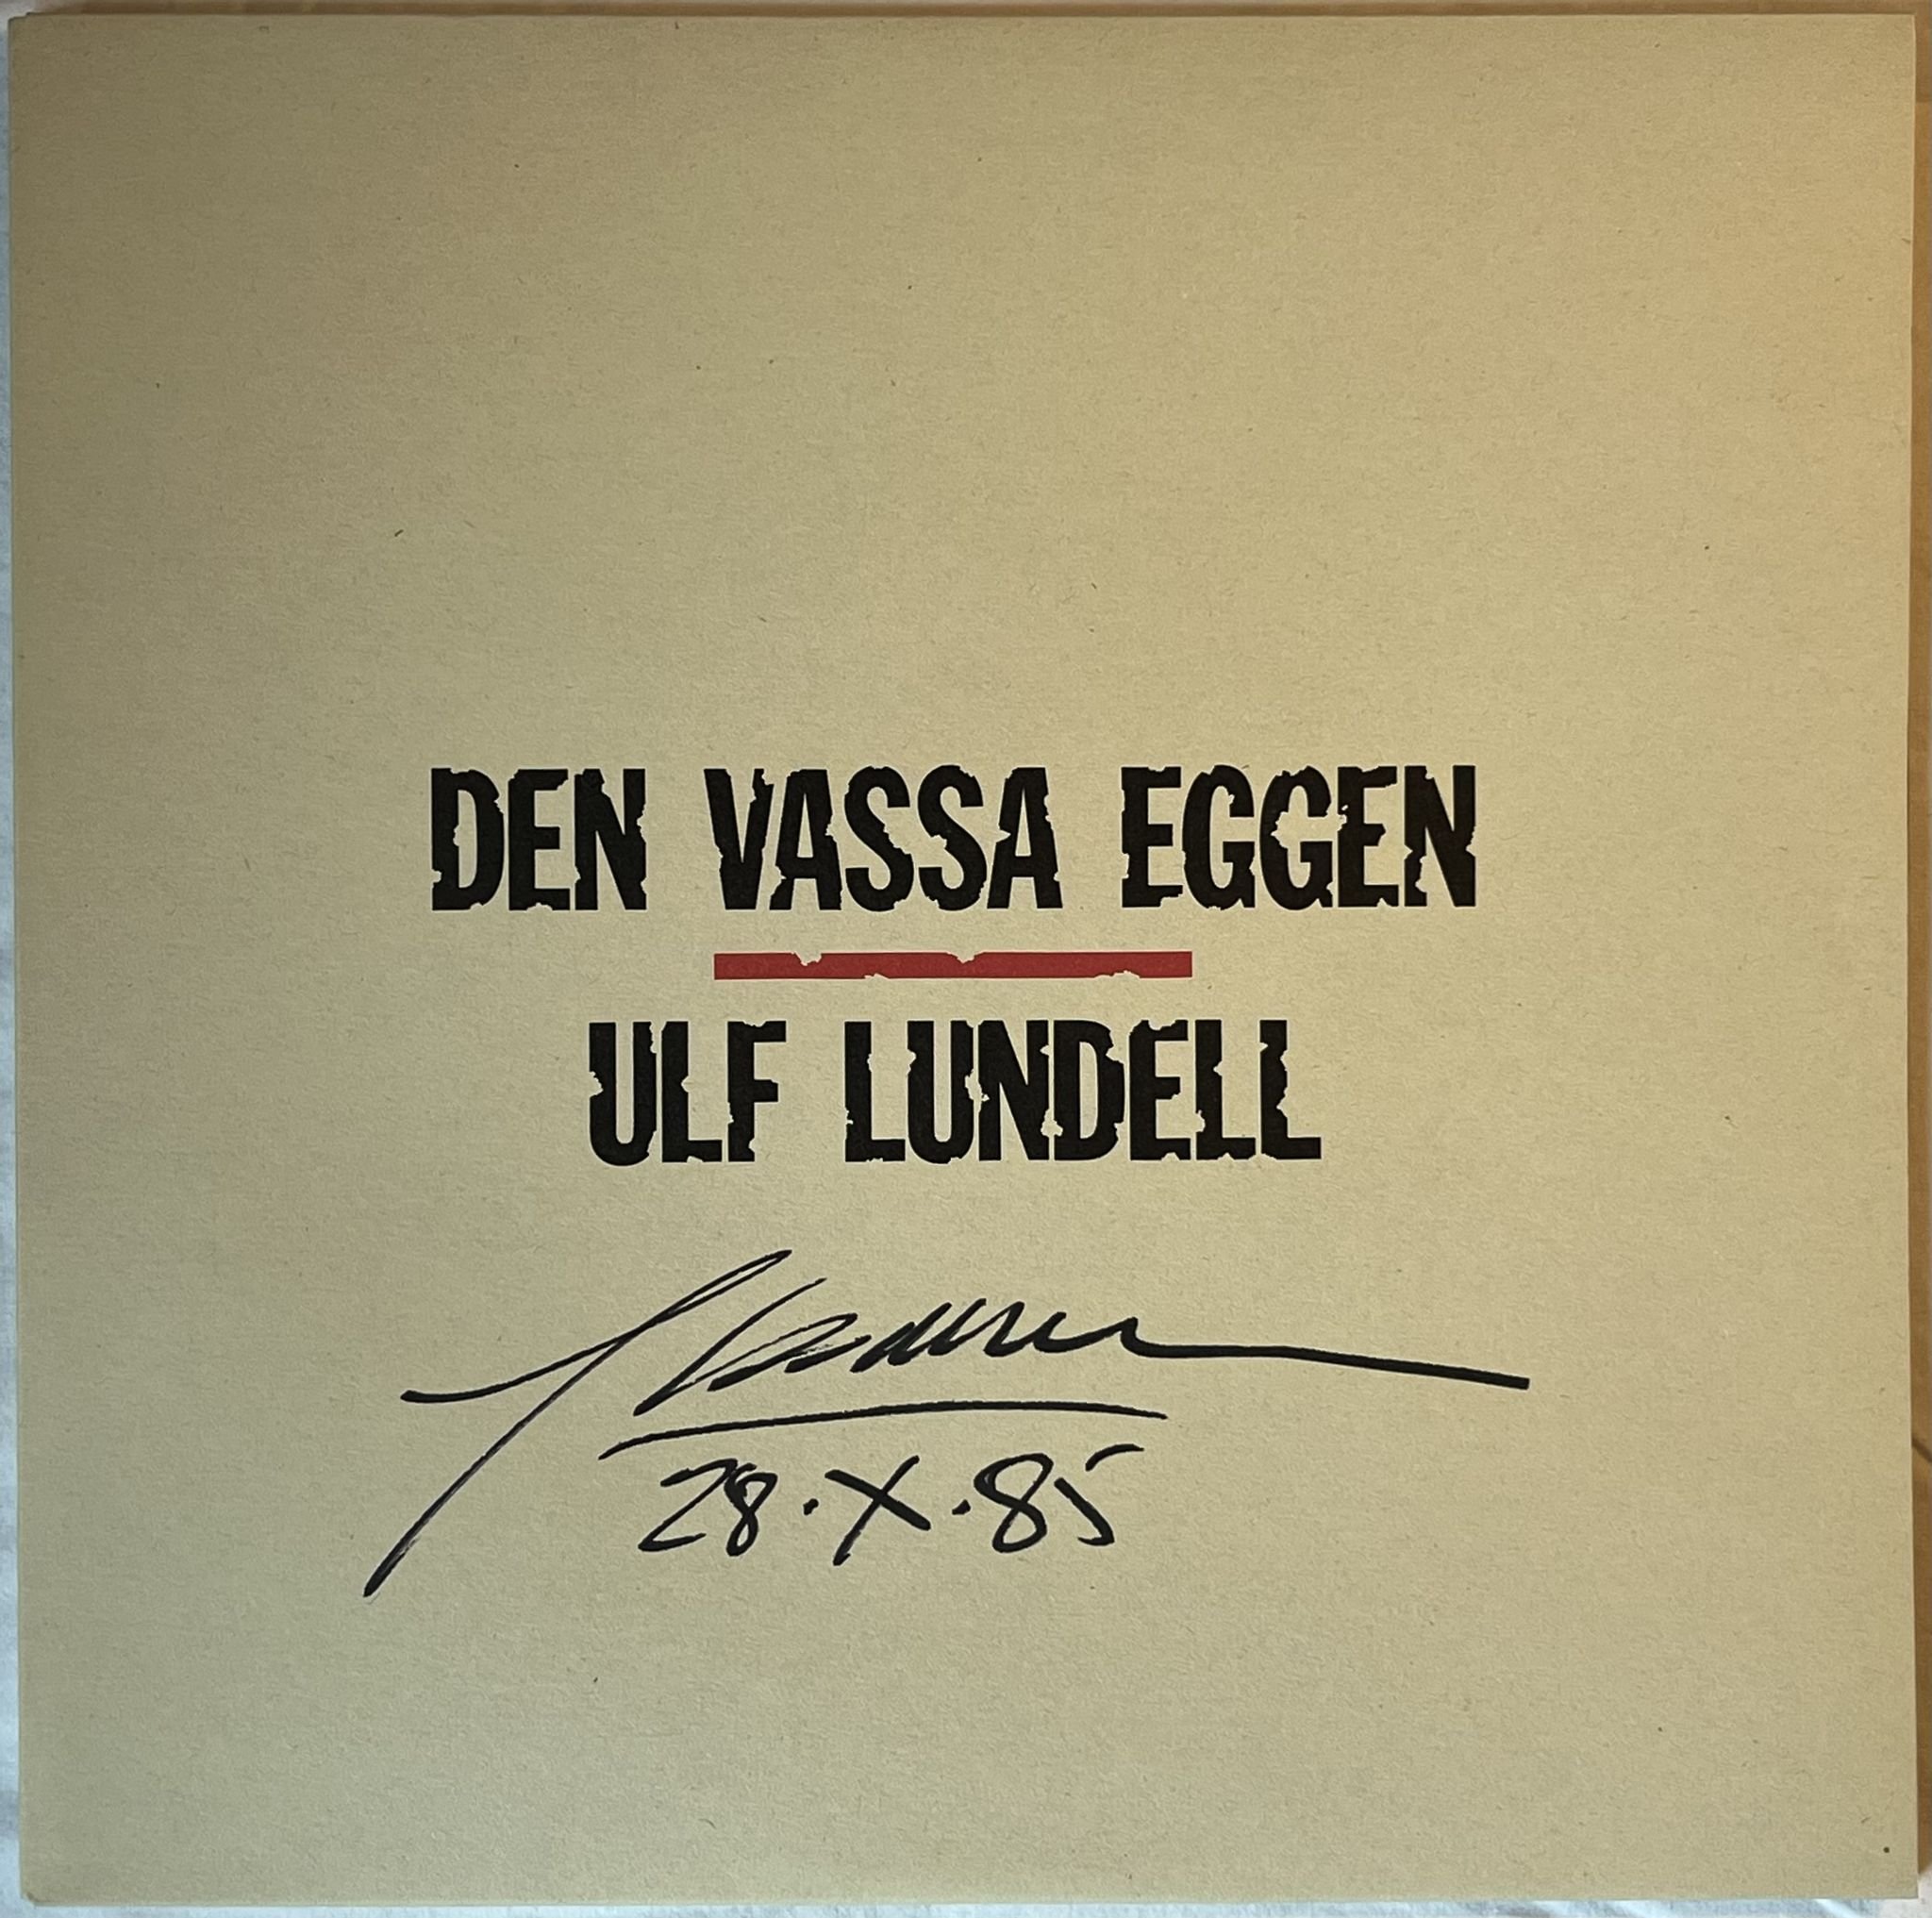 DEN VASSA EGGEN
ULF LUNDELL
28.X.85